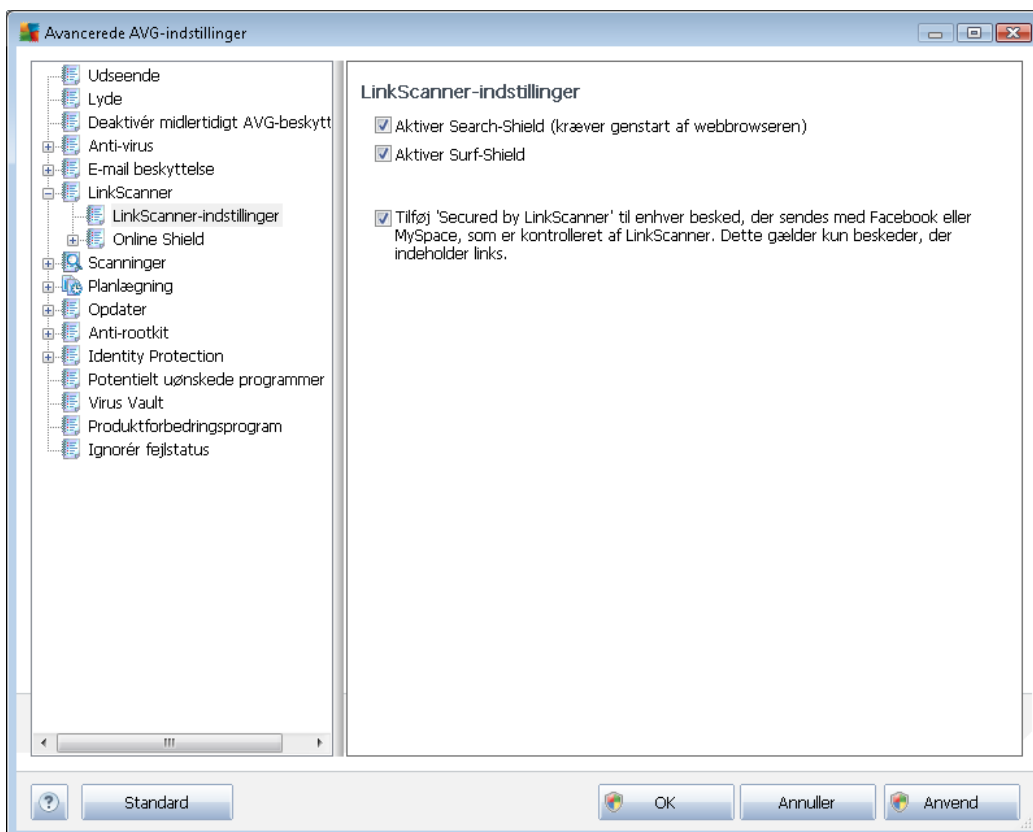 Avancerede AVG-indstillinger
Udseende
Lyde
Deaktivér midlertidigt AVG-beskytt
Anti-virus
E-mail beskyttelse
LinkScanner
LinkScanner-indstillinger
Online Shield
Scanninger
Planlægning
Opdater
Anti-rootkit
Identity Protection
Potentielt uønskede programmer
Virus Vault
Produktforbedringsprogram
Ignorér fejlstatus
LinkScanner-indstillinger
Aktiver Search-Shield (kræver genstart af webbrowseren)
Aktiver Surf-Shield
Tilføj 'Secured by LinkScanner' til enhver besked, der sendes med Facebook eller
MySpace, som er kontrolleret af LinkScanner. Dette gælder kun beskeder, der
indeholder links.
?
Standard
OK
Annuller
Anvend